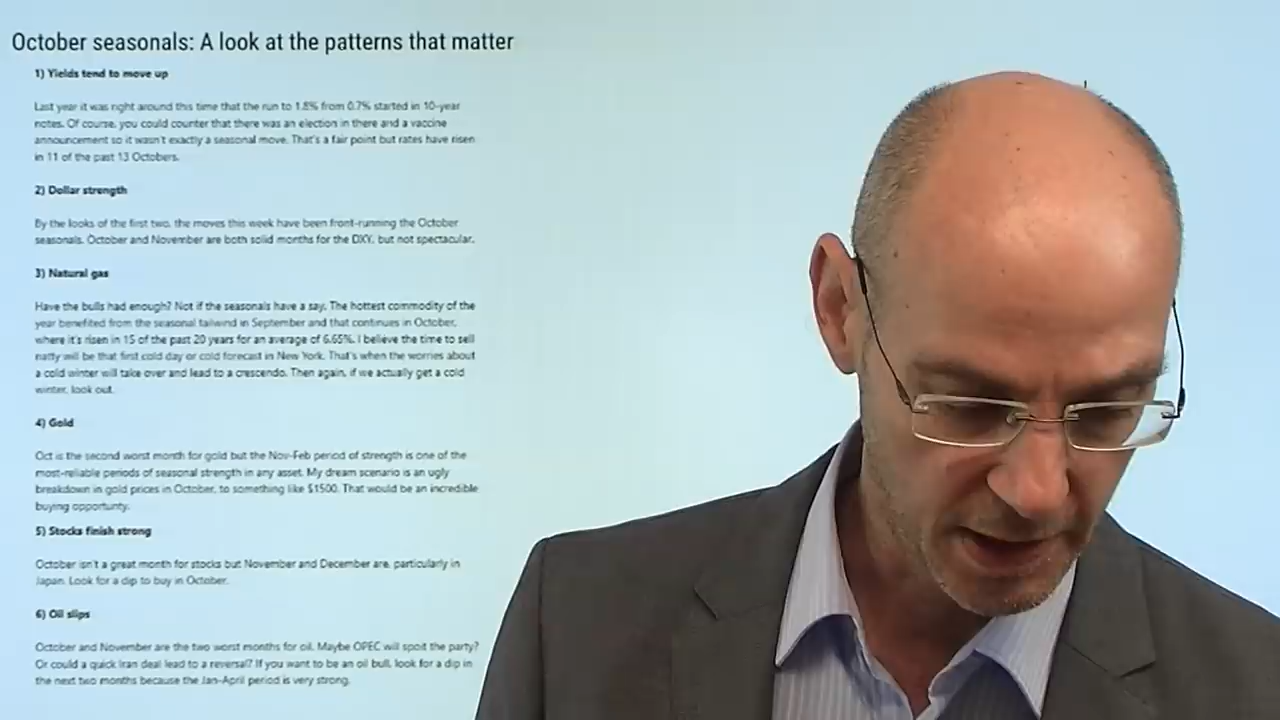 October seasonals: A look at the patterns that matter
1) Yields tend to move up
Last year it was right around this time that the run to 1.8% from 0.7% started in 10-year
notes. Of course, you could counter that there was an election in there and a vaccine
announcement so it wasn't exactly a seasonal move. That's a fair point but rates have risen
in 11 of the past 13 Octobers.
2) Dollar strength
By the looks of the first two, the moves this week have been front-running the October
seasonals. October and November are both solid months for the DXY, but not spectacular.
3) Natural gas
Have the bulls had enough? Not if the seasonals have a say. The hottest commodity of the
year benefited from the seasonal tailwind in September and that continues in October,
where it's risen in 15 of the past 20 years for an average of 6.65%. I believe the time to sell
natty will be that first cold day or cold forecast in New York. That's when the worries about
a cold winter will take over and lead to a crescendo. Then again, if we actually get a cold
winter, look out.
4) Gold
Oct is the second worst month for gold but the Nov-Feb period of strength is one of the
most-reliable periods of seasonal strength in any asset. My dream scenario is an ugly
breakdown in gold prices in October, to something like $1500. That would be an incredible
buying opportunty.
5) Stocks finish strong
October isn't a great month for stocks but November and December are, particularly in
Japan. Look for a dip to buy in October.
6) Oil slips
October and November are the two worst months for oil. Maybe OPEC will spoil the party?
Or could a quick Iran deal lead to a reversal? If you want to be an oil bull, look for a dip in
the next two months because the Jan-April period is very strong.